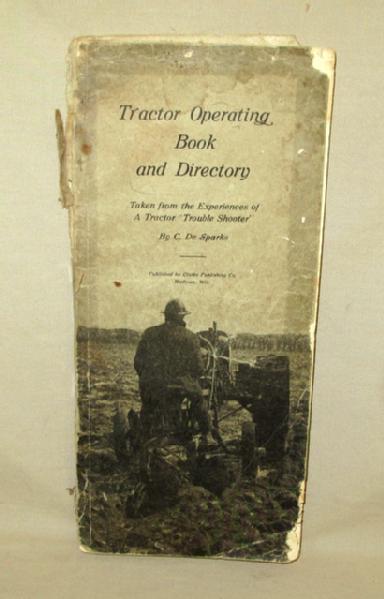 Tractor Operating
Book
and Directory
Taken from the Experiences of
A Tractor "Trouble Shooter"
By C. De Sparks
Published by Clarke Publishing Co.
Madison, Wis.